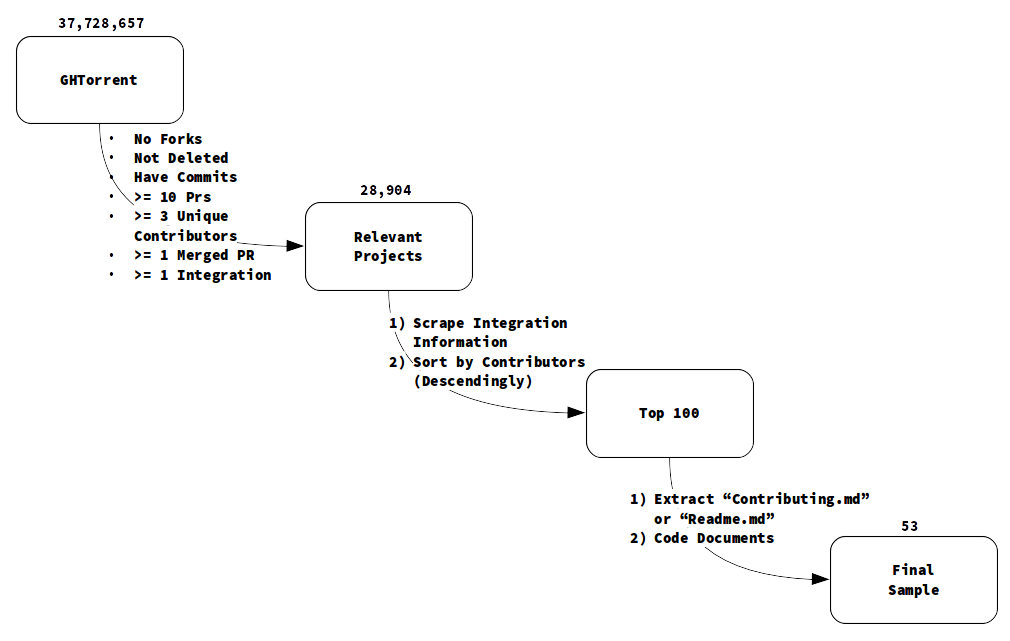 37,728,657
GHTorrent
• No Forks
• Not Deleted
• Have Commits
• >= 10 Prs
• >= 3 Unique
Contributors
• >= 1 Merged PR
• >= 1 Integration
28,904
Relevant
Projects
1) Scrape Integration
Information
2) Sort by Contributors
(Descendingly)
Top 100
1) Extract “Contributing.md”
or “Readme.md”
2) Code Documents
53
Final
Sample